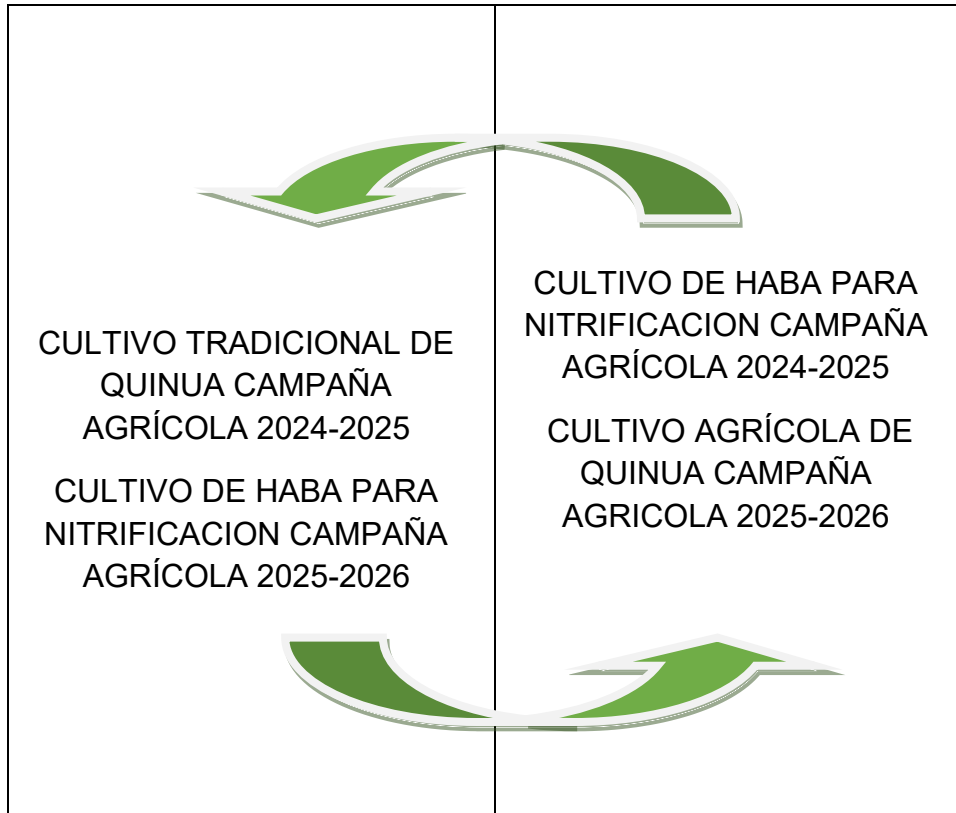 CULTIVO TRADICIONAL DE
QUINUA CAMPAÑA
AGRÍCOLA 2024-2025
CULTIVO DE HABA PARA
NITRIFICACION CAMPAÑA
AGRÍCOLA 2025-2026
CULTIVO DE HABA PARA
NITRIFICACION CAMPAÑA
AGRÍCOLA 2024-2025
CULTIVO AGRÍCOLA DE
QUINUA CAMPAÑA
AGRICOLA 2025-2026